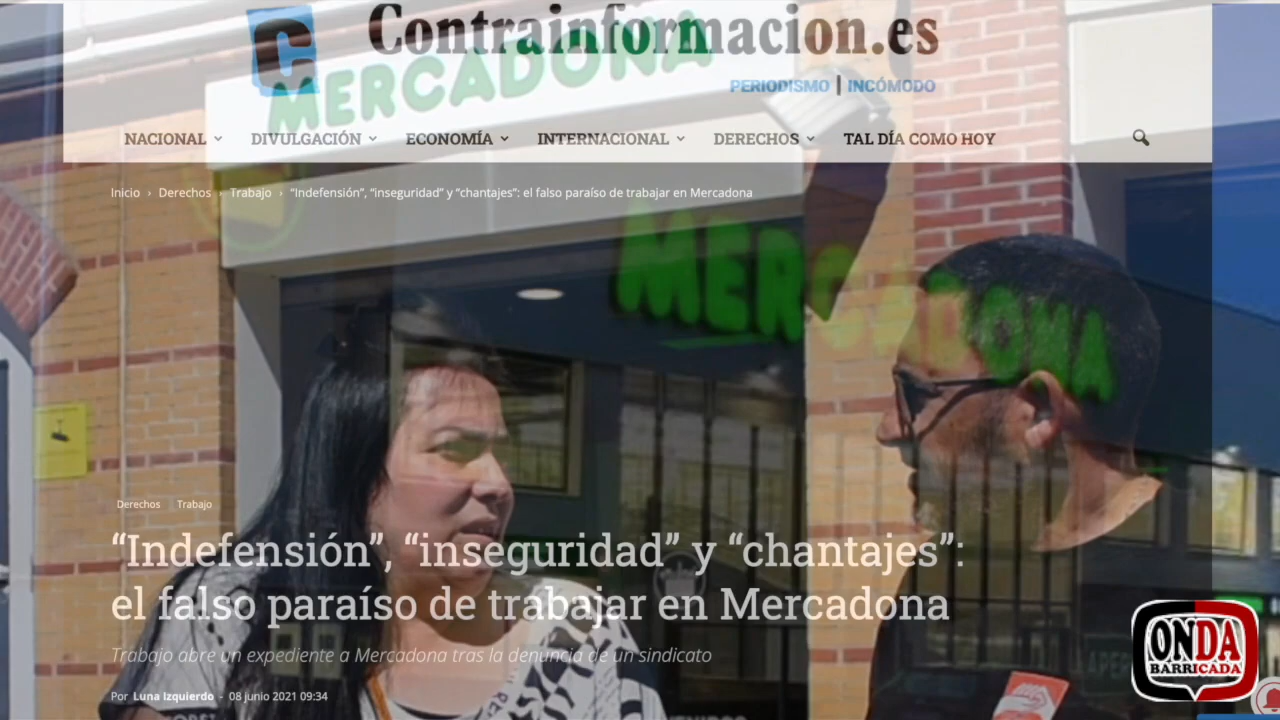 C
Contrainformacion.es
MERCADONA
PERIODISMO | INCÓMODO
NACIONAL
DIVULGACIÓN
ECONOMÍA
INTERNACIONAL
DERECHOS
TAL DÍA COMO HOY
Inicio › Derechos › Trabajo › “Indefensión”, “inseguridad” y “chantajes”: el falso paraíso de trabajar en Mercadona
MERCADONA
Derechos Trabajo
“Indefensión”, “inseguridad” y “chantajes”:
el falso paraíso de trabajar en Mercadona
Trabajo abre un expediente a Mercadona tras la denuncia de un sindicato
Por Luna Izquierdo - 08 junio 2021 09:34
ONDA
BARRICADA